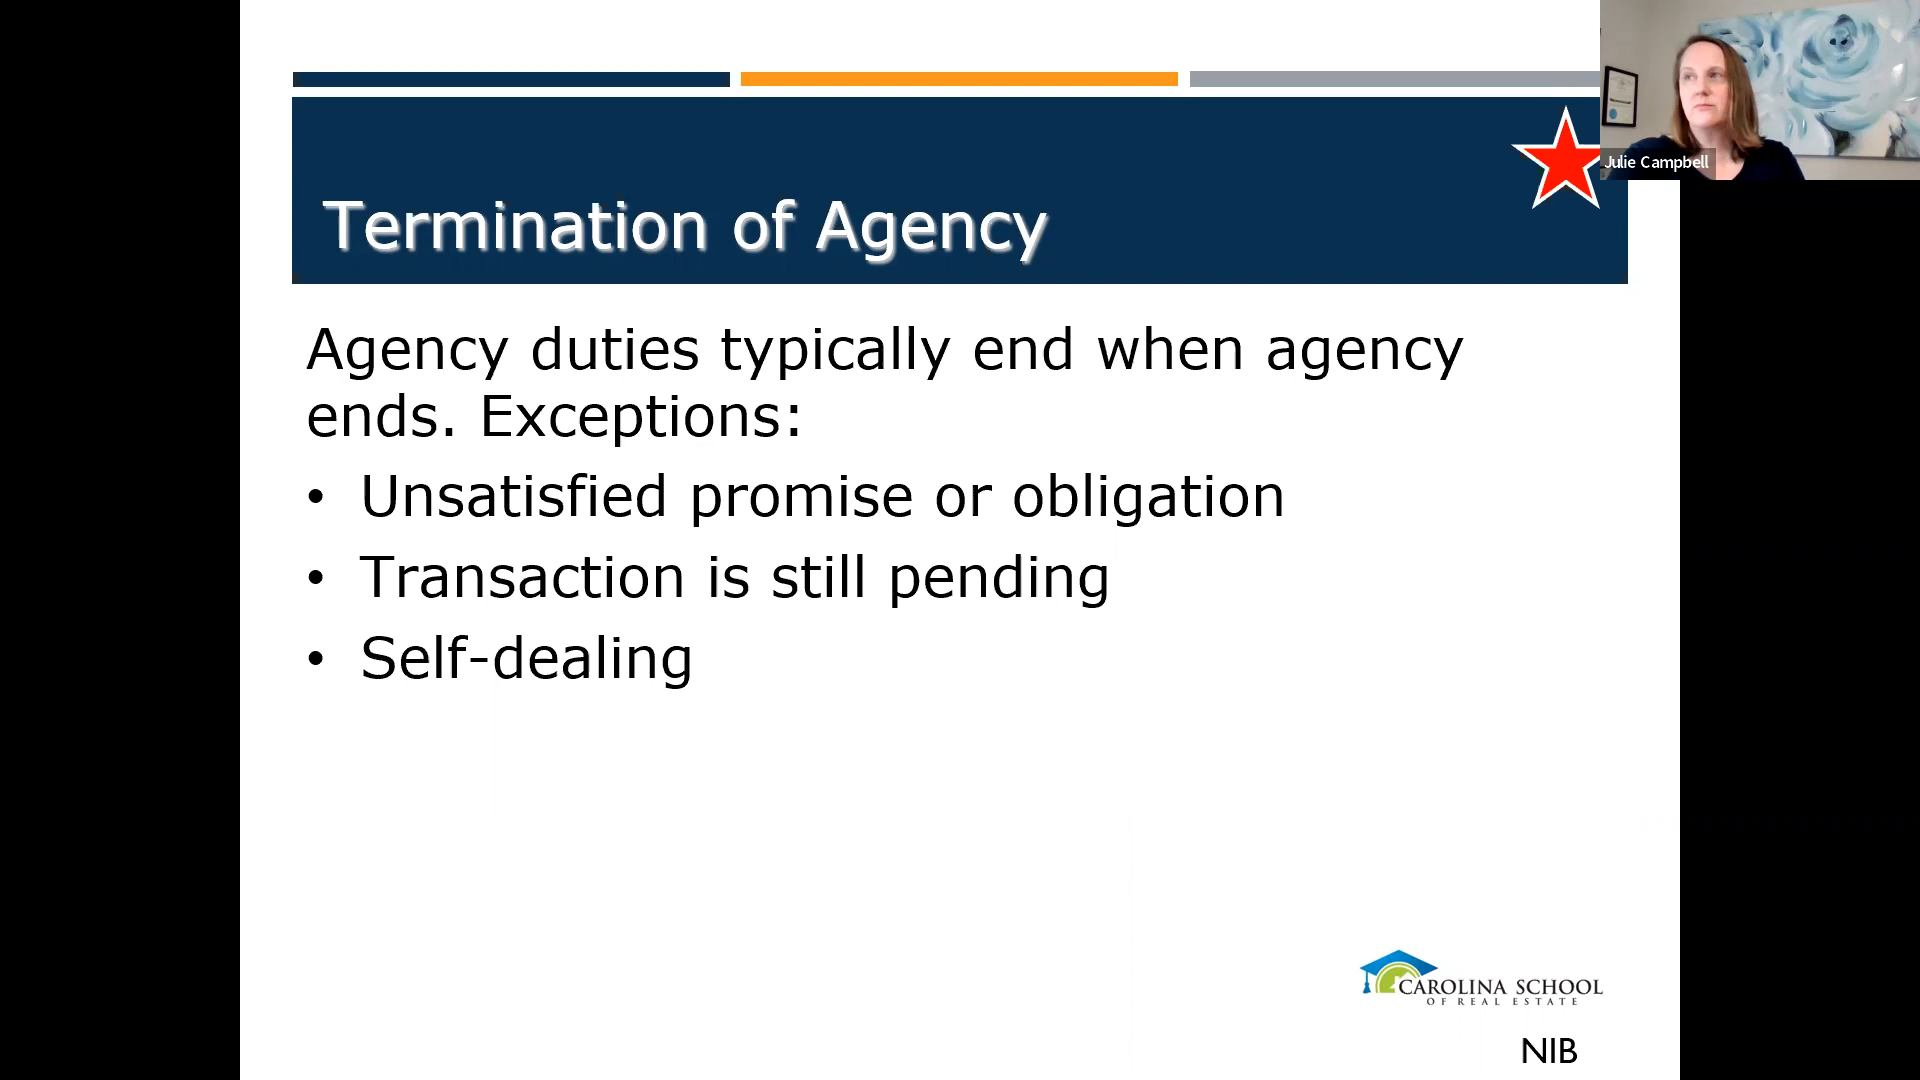 Julie Campbell
Termination of Agency
Agency duties typically end when agency
ends. Exceptions:
• Unsatisfied promise or obligation
• Transaction is still pending
• Self-dealing
CAROLINA SCHOOL
OF REAL ESTATE
NIB